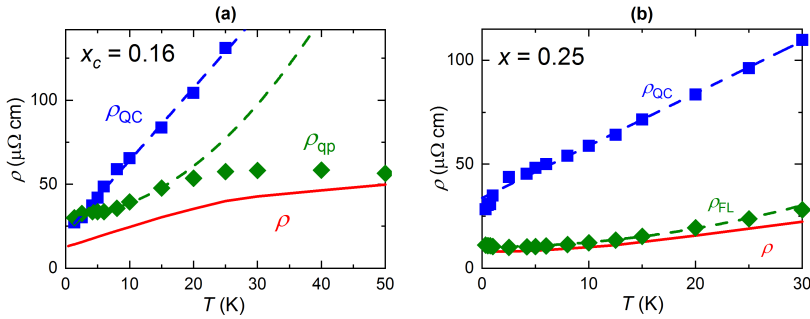 (a)
x_c = 0.16
ρ_QC
ρ_qp
ρ
ρ (μΩ cm)
100
50
0
0 10 20 30 40 50
T (K)
(b)
x = 0.25
ρ_QC
ρ_FL
ρ
ρ (μΩ cm)
100
50
0
0 10 20 30
T (K)